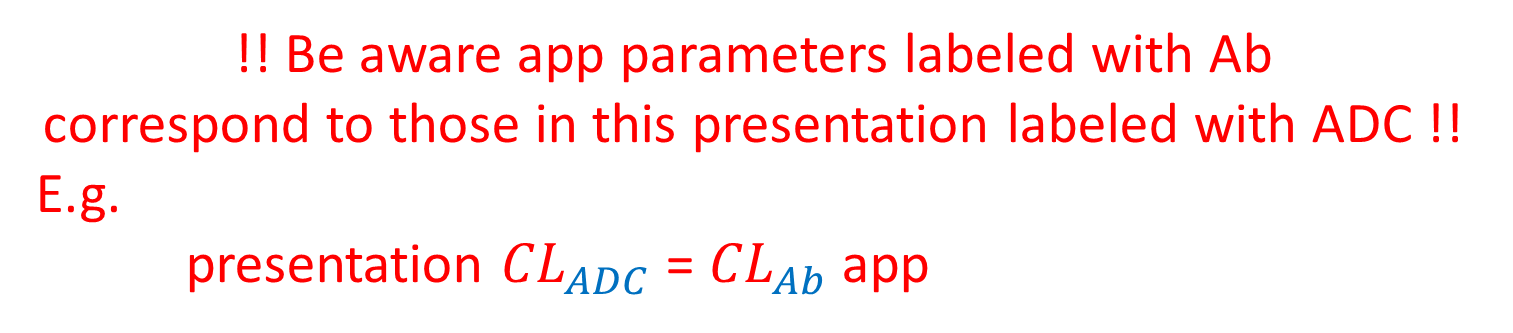 !! Be aware app parameters labeled with Ab
correspond to those in this presentation labeled with ADC !!
E.g.
presentation CL_ADC = CL_Ab app